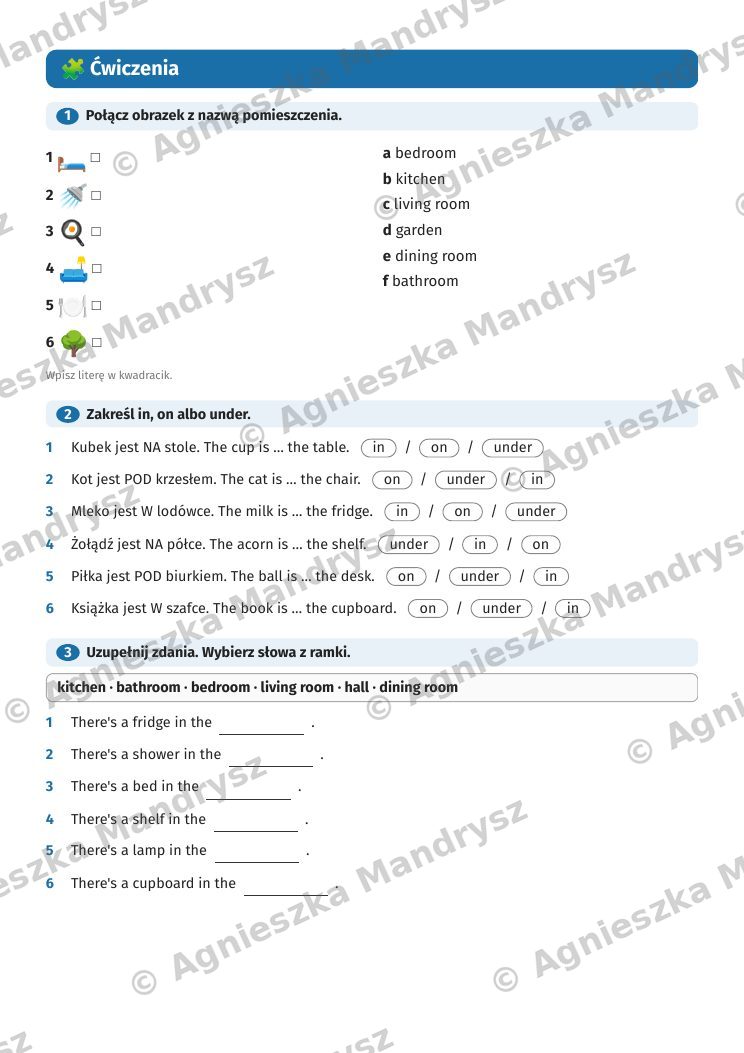 Ćwiczenia
1 Połącz obrazek z nazwą pomieszczenia.
1
2
3
4
5
6
a bedroom
b kitchen
c living room
d garden
e dining room
f bathroom
Wpisz literę w kwadracik.
2 Zakreśl in, on albo under.
1 Kubek jest NA stole. The cup is ... the table. in / on / under
2 Kot jest POD krzesłem. The cat is ... the chair. on / under / in
3 Mleko jest W lodówce. The milk is ... the fridge. in / on / under
4 Żołądź jest NA półce. The acorn is ... the shelf. under / in / on
5 Piłka jest POD biurkiem. The ball is ... the desk. on / under / in
6 Książka jest W szafce. The book is ... the cupboard. on / under / in
3 Uzupełnij zdania. Wybierz słowa z ramki.
kitchen · bathroom · bedroom · living room · hall · dining room
1 There's a fridge in the ____________ .
2 There's a shower in the ____________ .
3 There's a bed in the ____________ .
4 There's a shelf in the ____________ .
5 There's a lamp in the ____________ .
6 There's a cupboard in the ____________ .
© Agnieszka Mandrysz